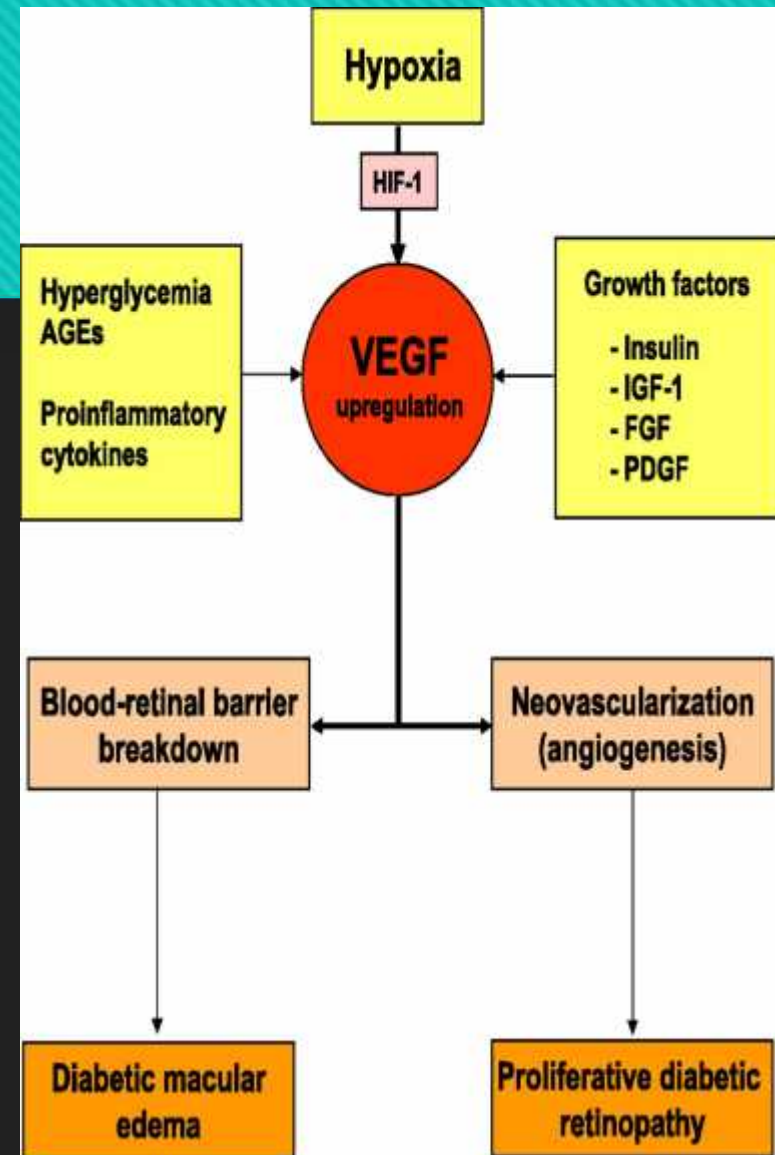 Hypoxia
HIF-1
Hyperglycemia
AGEs
Proinflammatory
cytokines
VEGF
upregulation
Growth factors
- Insulin
- IGF-1
- FGF
- PDGF
Blood-retinal barrier
breakdown
Neovascularization
(angiogenesis)
Diabetic macular
edema
Proliferative diabetic
retinopathy